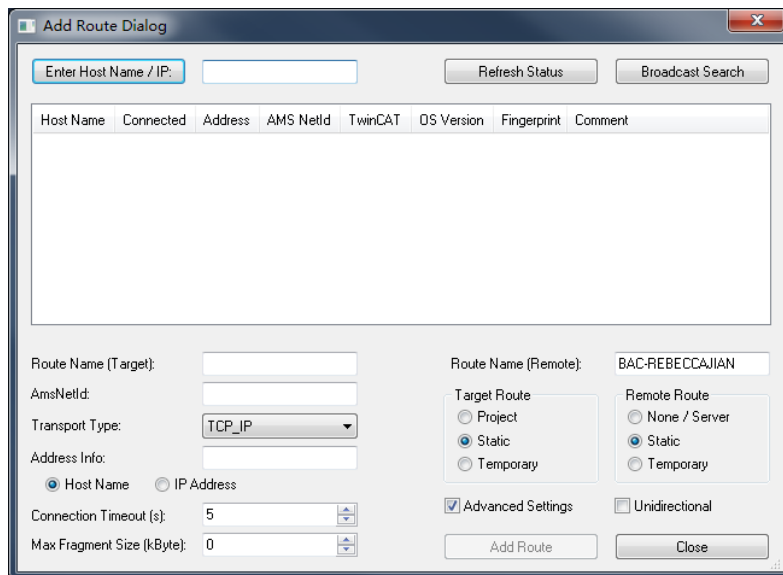 Add Route Dialog
Enter Host Name / IP: Refresh Status Broadcast Search
Host Name Connected Address AMS NetId TwinCAT OS Version Fingerprint Comment
Route Name (Target): Route Name (Remote): BAC-REBECCAJIAN
AmsNetId: Target Route Remote Route
Project None / Server
Transport Type: TCP_IP
Static Static
Address Info:
Temporary Temporary
Host Name IP Address
Connection Timeout (s): 5 Advanced Settings Unidirectional
Max Fragment Size (kByte): 0 Add Route Close